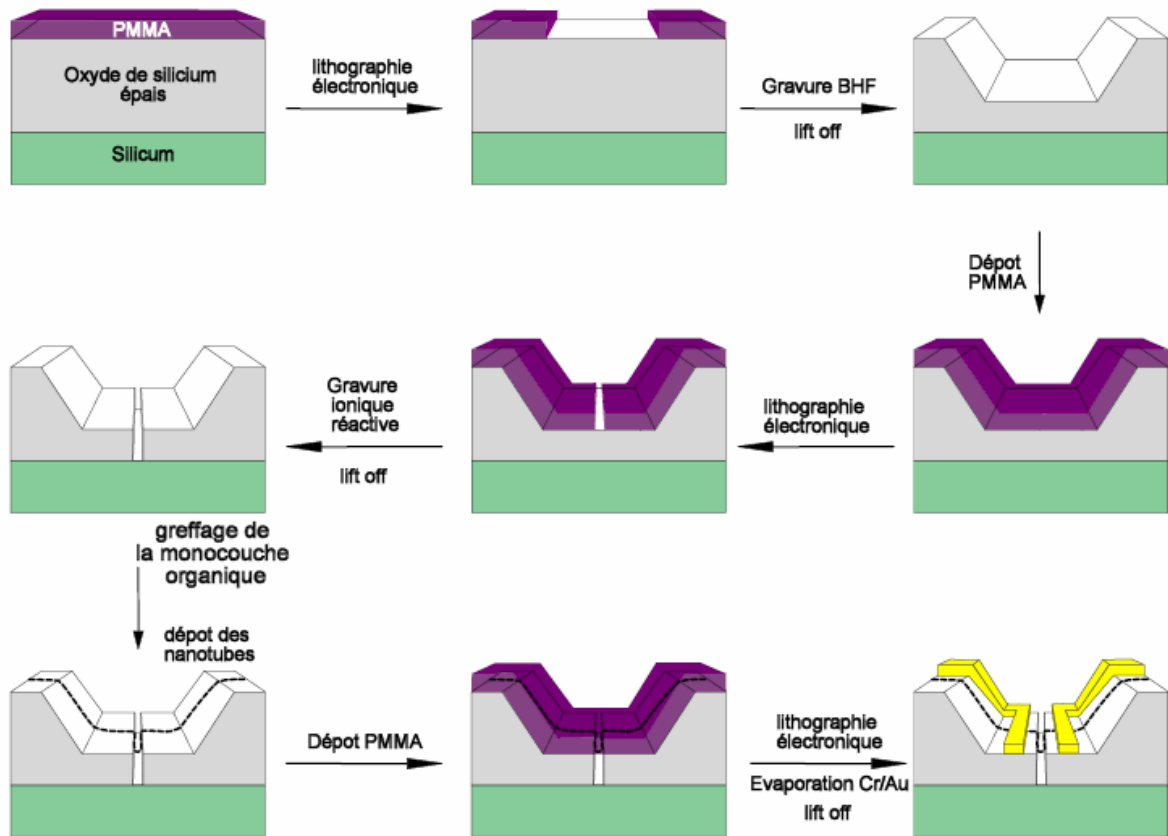 PMMA
Oxyde de silicium
épais
Silicum
lithographie
électronique
Gravure BHF
lift off
Dépot
PMMA
lithographie
électronique
Gravure
ionique
réactive
lift off
greffage de
la monocouche
organique
dépot des
nanotubes
Dépot PMMA
lithographie
électronique
Evaporation Cr/Au
lift off